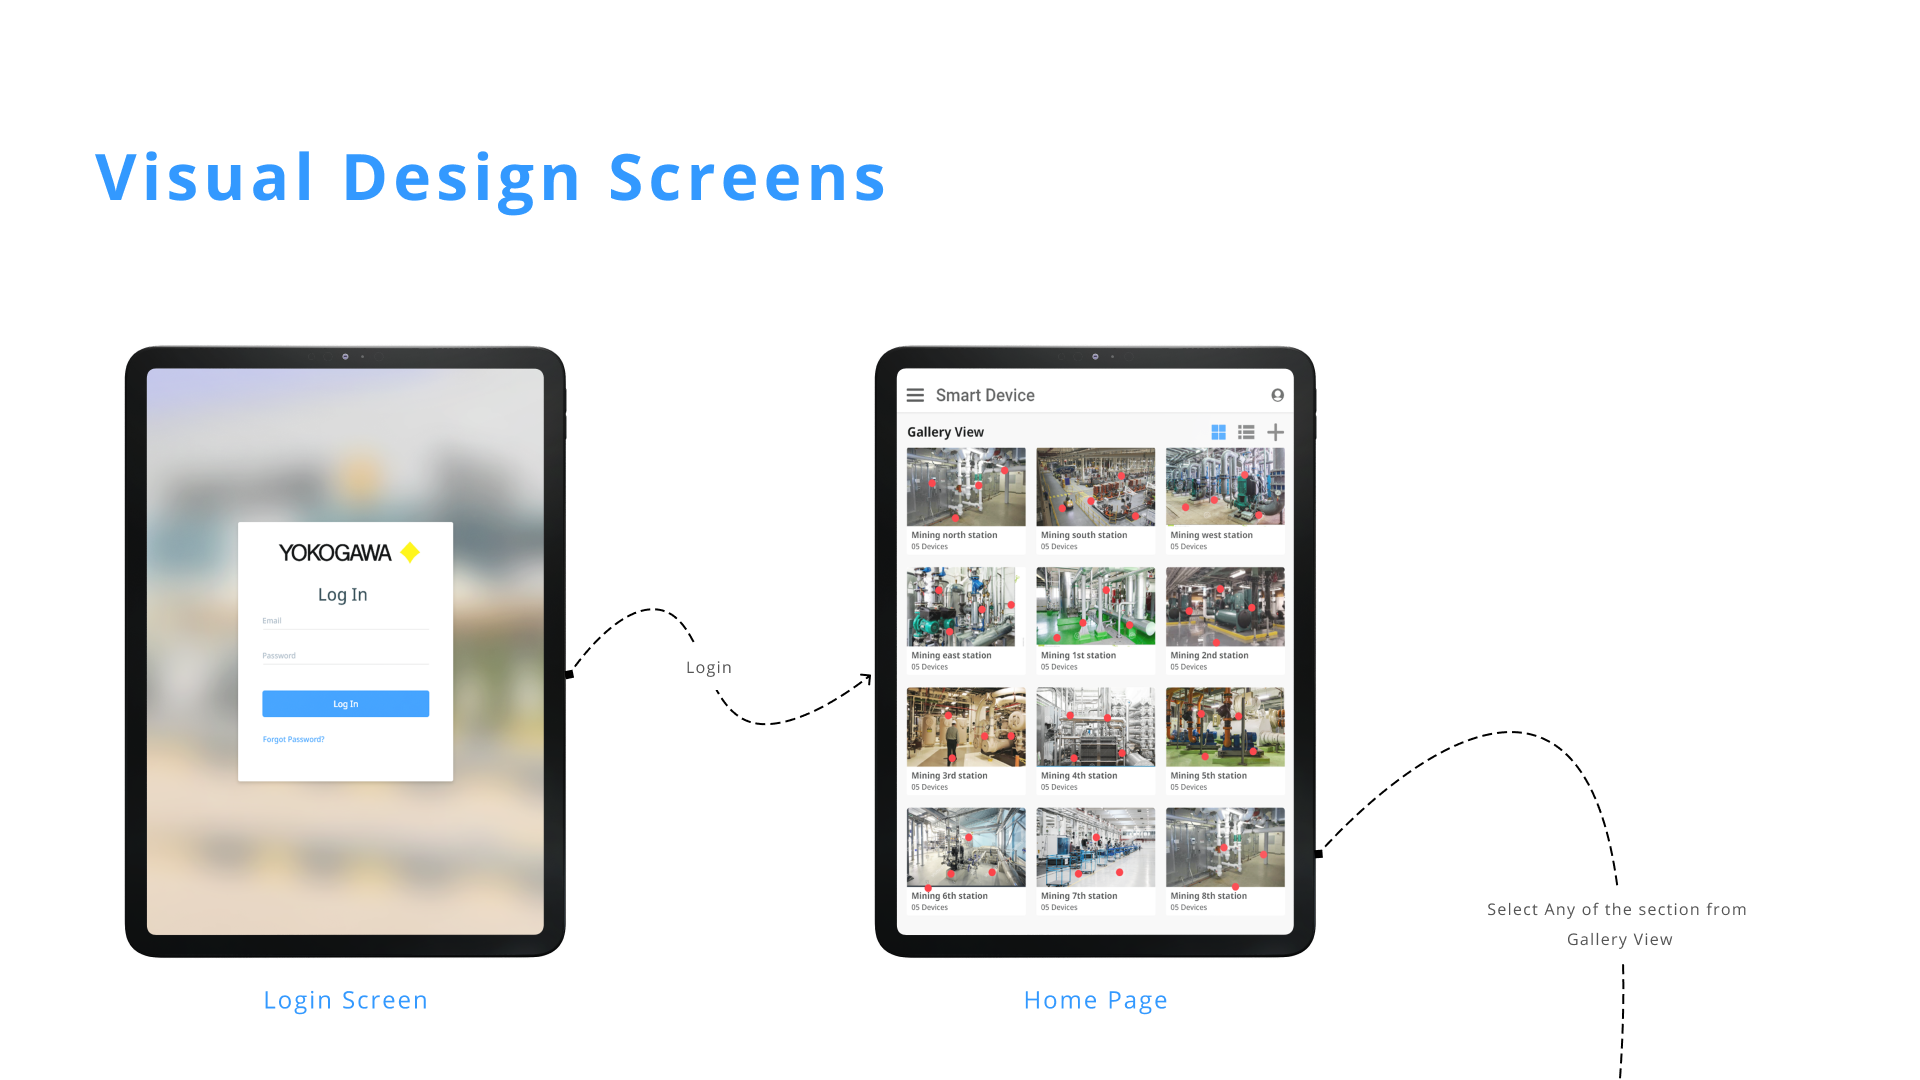 Visual Design Screens
YOKOGAWA
Log In
Email
Password
Log In
Forgot Password?
Login Screen
Login
Smart Device
Gallery View
Mining north station
05 Devices
Mining south station
05 Devices
Mining west station
05 Devices
Mining east station
05 Devices
Mining 1st station
05 Devices
Mining 2nd station
05 Devices
Mining 3rd station
05 Devices
Mining 4th station
05 Devices
Mining 5th station
05 Devices
Mining 6th station
05 Devices
Mining 7th station
05 Devices
Mining 8th station
05 Devices
Home Page
Select Any of the section from
Gallery View